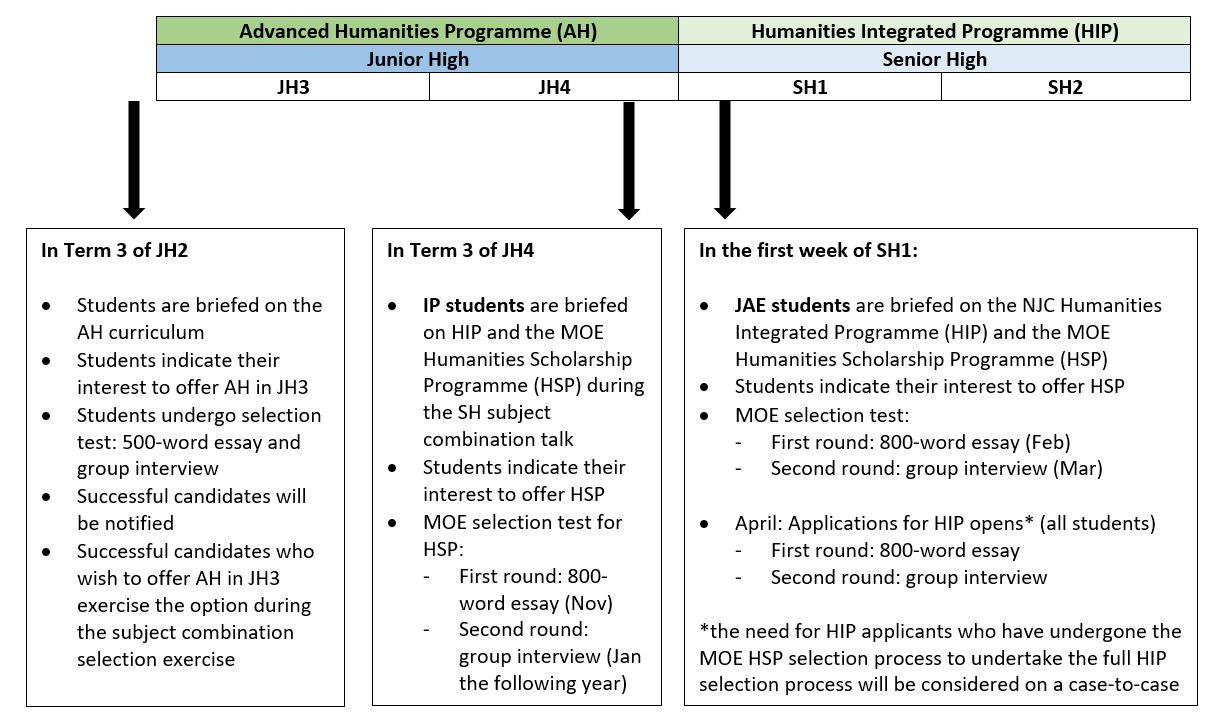 Advanced Humanities Programme (AH)
Humanities Integrated Programme (HIP)
Junior High
Senior High
JH3
JH4
SH1
SH2
In Term 3 of JH2
• Students are briefed on the
AH curriculum
• Students indicate their
interest to offer AH in JH3
• Students undergo selection
test: 500-word essay and
group interview
• Successful candidates will
be notified
• Successful candidates who
wish to offer AH in JH3
exercise the option during
the subject combination
selection exercise
In Term 3 of JH4
• IP students are briefed
on HIP and the MOE
Humanities Scholarship
Programme (HSP) during
the SH subject
combination talk
• Students indicate their
interest to offer HSP
• MOE selection test for
HSP:
- First round: 800-
word essay (Nov)
- Second round:
group interview (Jan
the following year)
In the first week of SH1:
• JAE students are briefed on the NJC Humanities
Integrated Programme (HIP) and the MOE
Humanities Scholarship Programme (HSP)
• Students indicate their interest to offer HSP
• MOE selection test:
- First round: 800-word essay (Feb)
- Second round: group interview (Mar)
• April: Applications for HIP opens* (all students)
- First round: 800-word essay
- Second round: group interview
*the need for HIP applicants who have undergone the
MOE HSP selection process to undertake the full HIP
selection process will be considered on a case-to-case